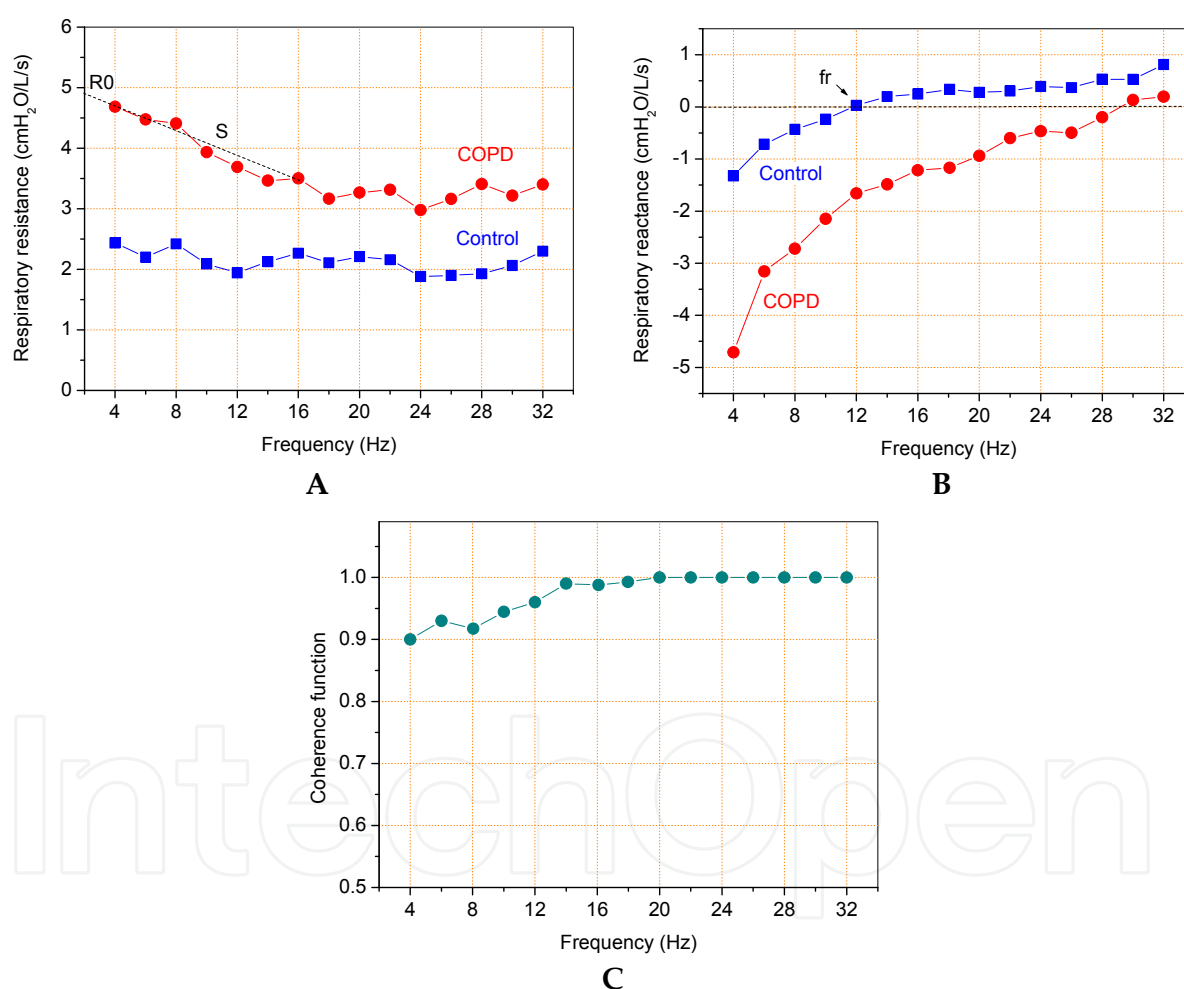 Respiratory resistance (cmH₂O/L/s)
6
5
4
3
2
1
0
R0
S
COPD
Control
4 8 12 16 20 24 28 32
Frequency (Hz)
A
Respiratory reactance (cmH₂O/L/s)
1
0
-1
-2
-3
-4
-5
fr
Control
COPD
4 8 12 16 20 24 28 32
Frequency (Hz)
B
Coherence function
1.0
0.9
0.8
0.7
0.6
0.5
4 8 12 16 20 24 28 32
Frequency (Hz)
C
IntechOpen